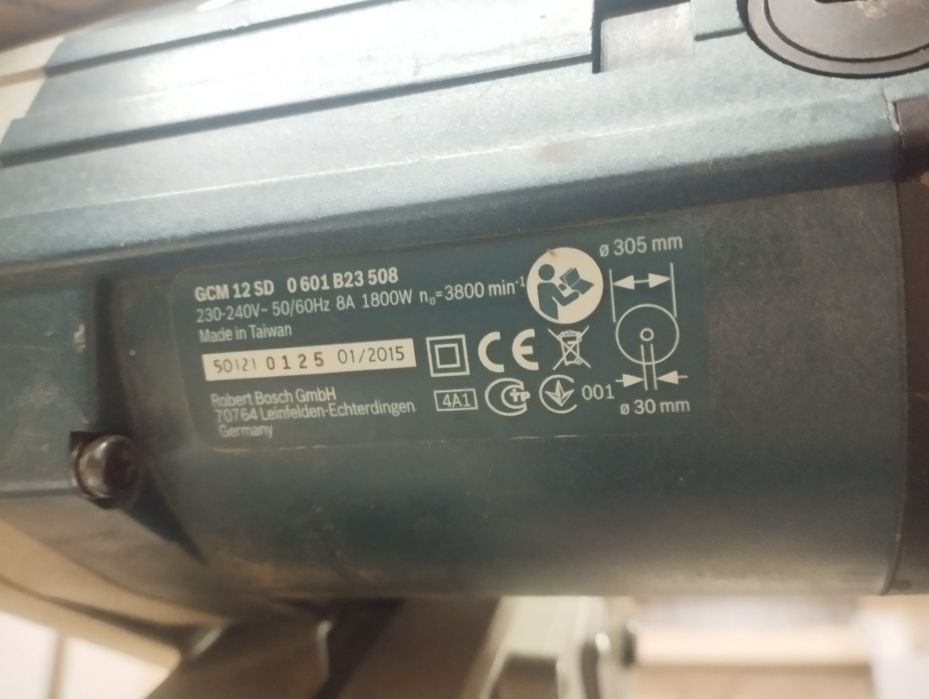 GCM 12 SD 0 601 B23 508
230-240V~ 50/60Hz 8A 1800W n₀=3800 min⁻¹
Made in Taiwan
0125 01/2015
Robert Bosch GmbH
70764 Leinfelden-Echterdingen
Germany
ø 305 mm
CE
4A1
001
ø 30 mm